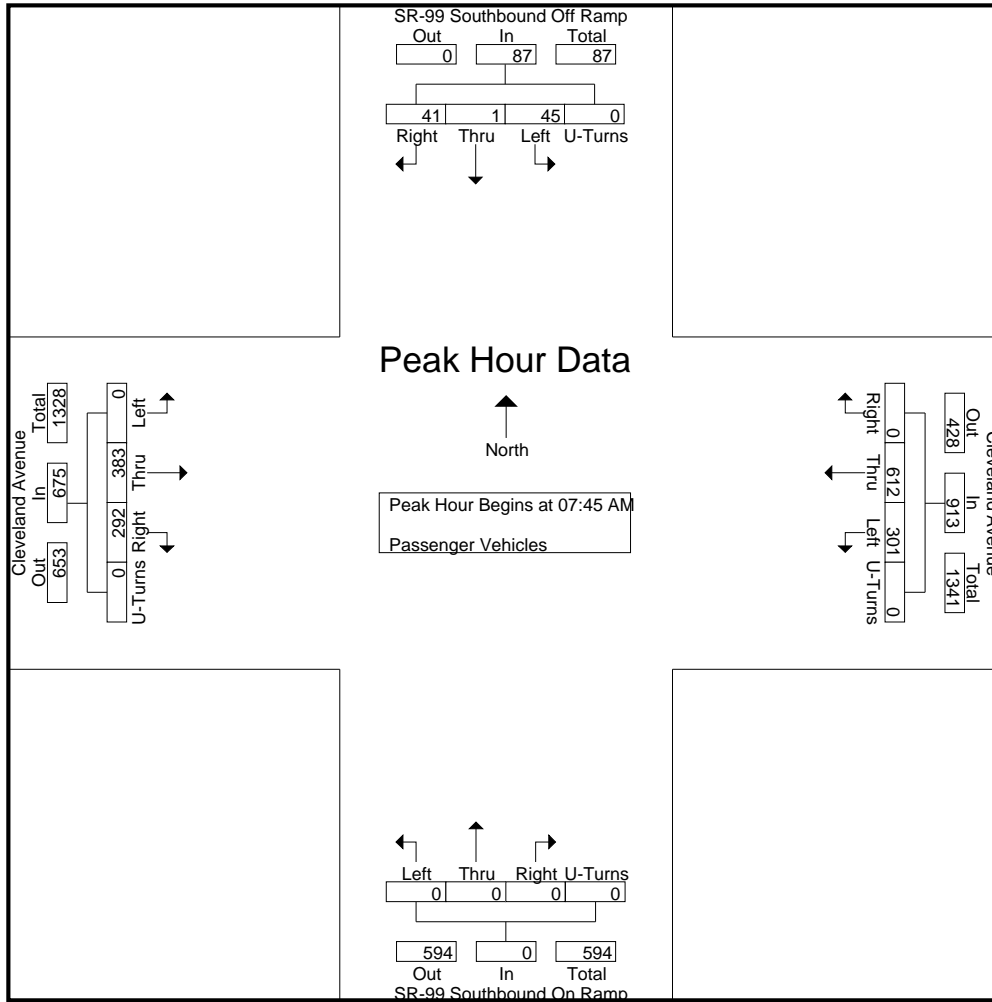 SR-99 Southbound Off Ramp
Out In Total
0 87 87
41 1 45 0
Right Thru Left U-Turns
Peak Hour Data
North
Peak Hour Begins at 07:45 AM
Passenger Vehicles
Cleveland Avenue
Out In Total
653 675 1328
0 383 292 0
Left Thru Right U-Turns
Cleveland Avenue
Out In Total
428 913 1341
0 612 301 0
Right Thru Left U-Turns
Left Thru Right U-Turns
0 0 0 0
594 0 594
Out In Total
SR-99 Southbound On Ramp